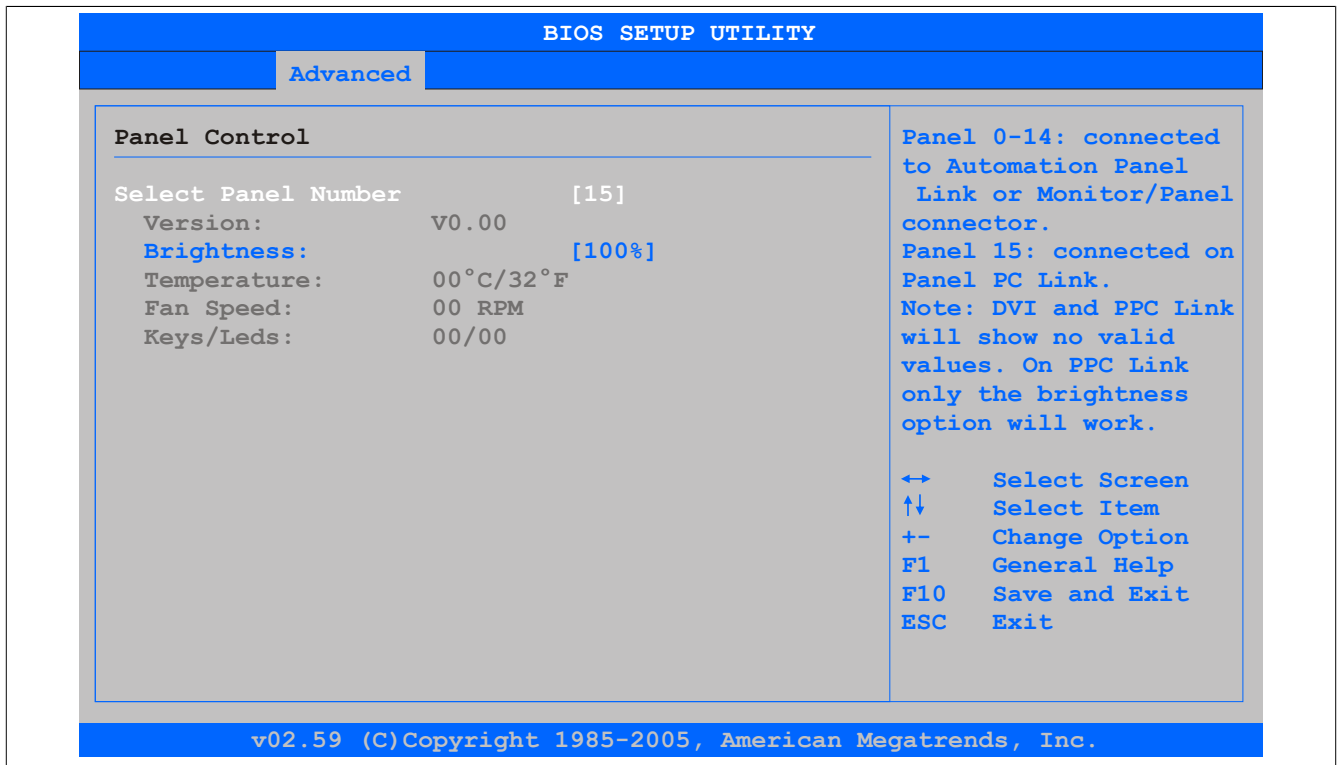 BIOS SETUP UTILITY
Advanced
Panel Control
Select Panel Number [15]
Version: V0.00
Brightness: [100%]
Temperature: 00°C/32°F
Fan Speed: 00 RPM
Keys/Leds: 00/00
Panel 0-14: connected
to Automation Panel
Link or Monitor/Panel
connector.
Panel 15: connected on
Panel PC Link.
Note: DVI and PPC Link
will show no valid
values. On PPC Link
only the brightness
option will work.
←→ Select Screen
↑↓ Select Item
+- Change Option
F1 General Help
F10 Save and Exit
ESC Exit
v02.59 (C)Copyright 1985-2005, American Megatrends, Inc.